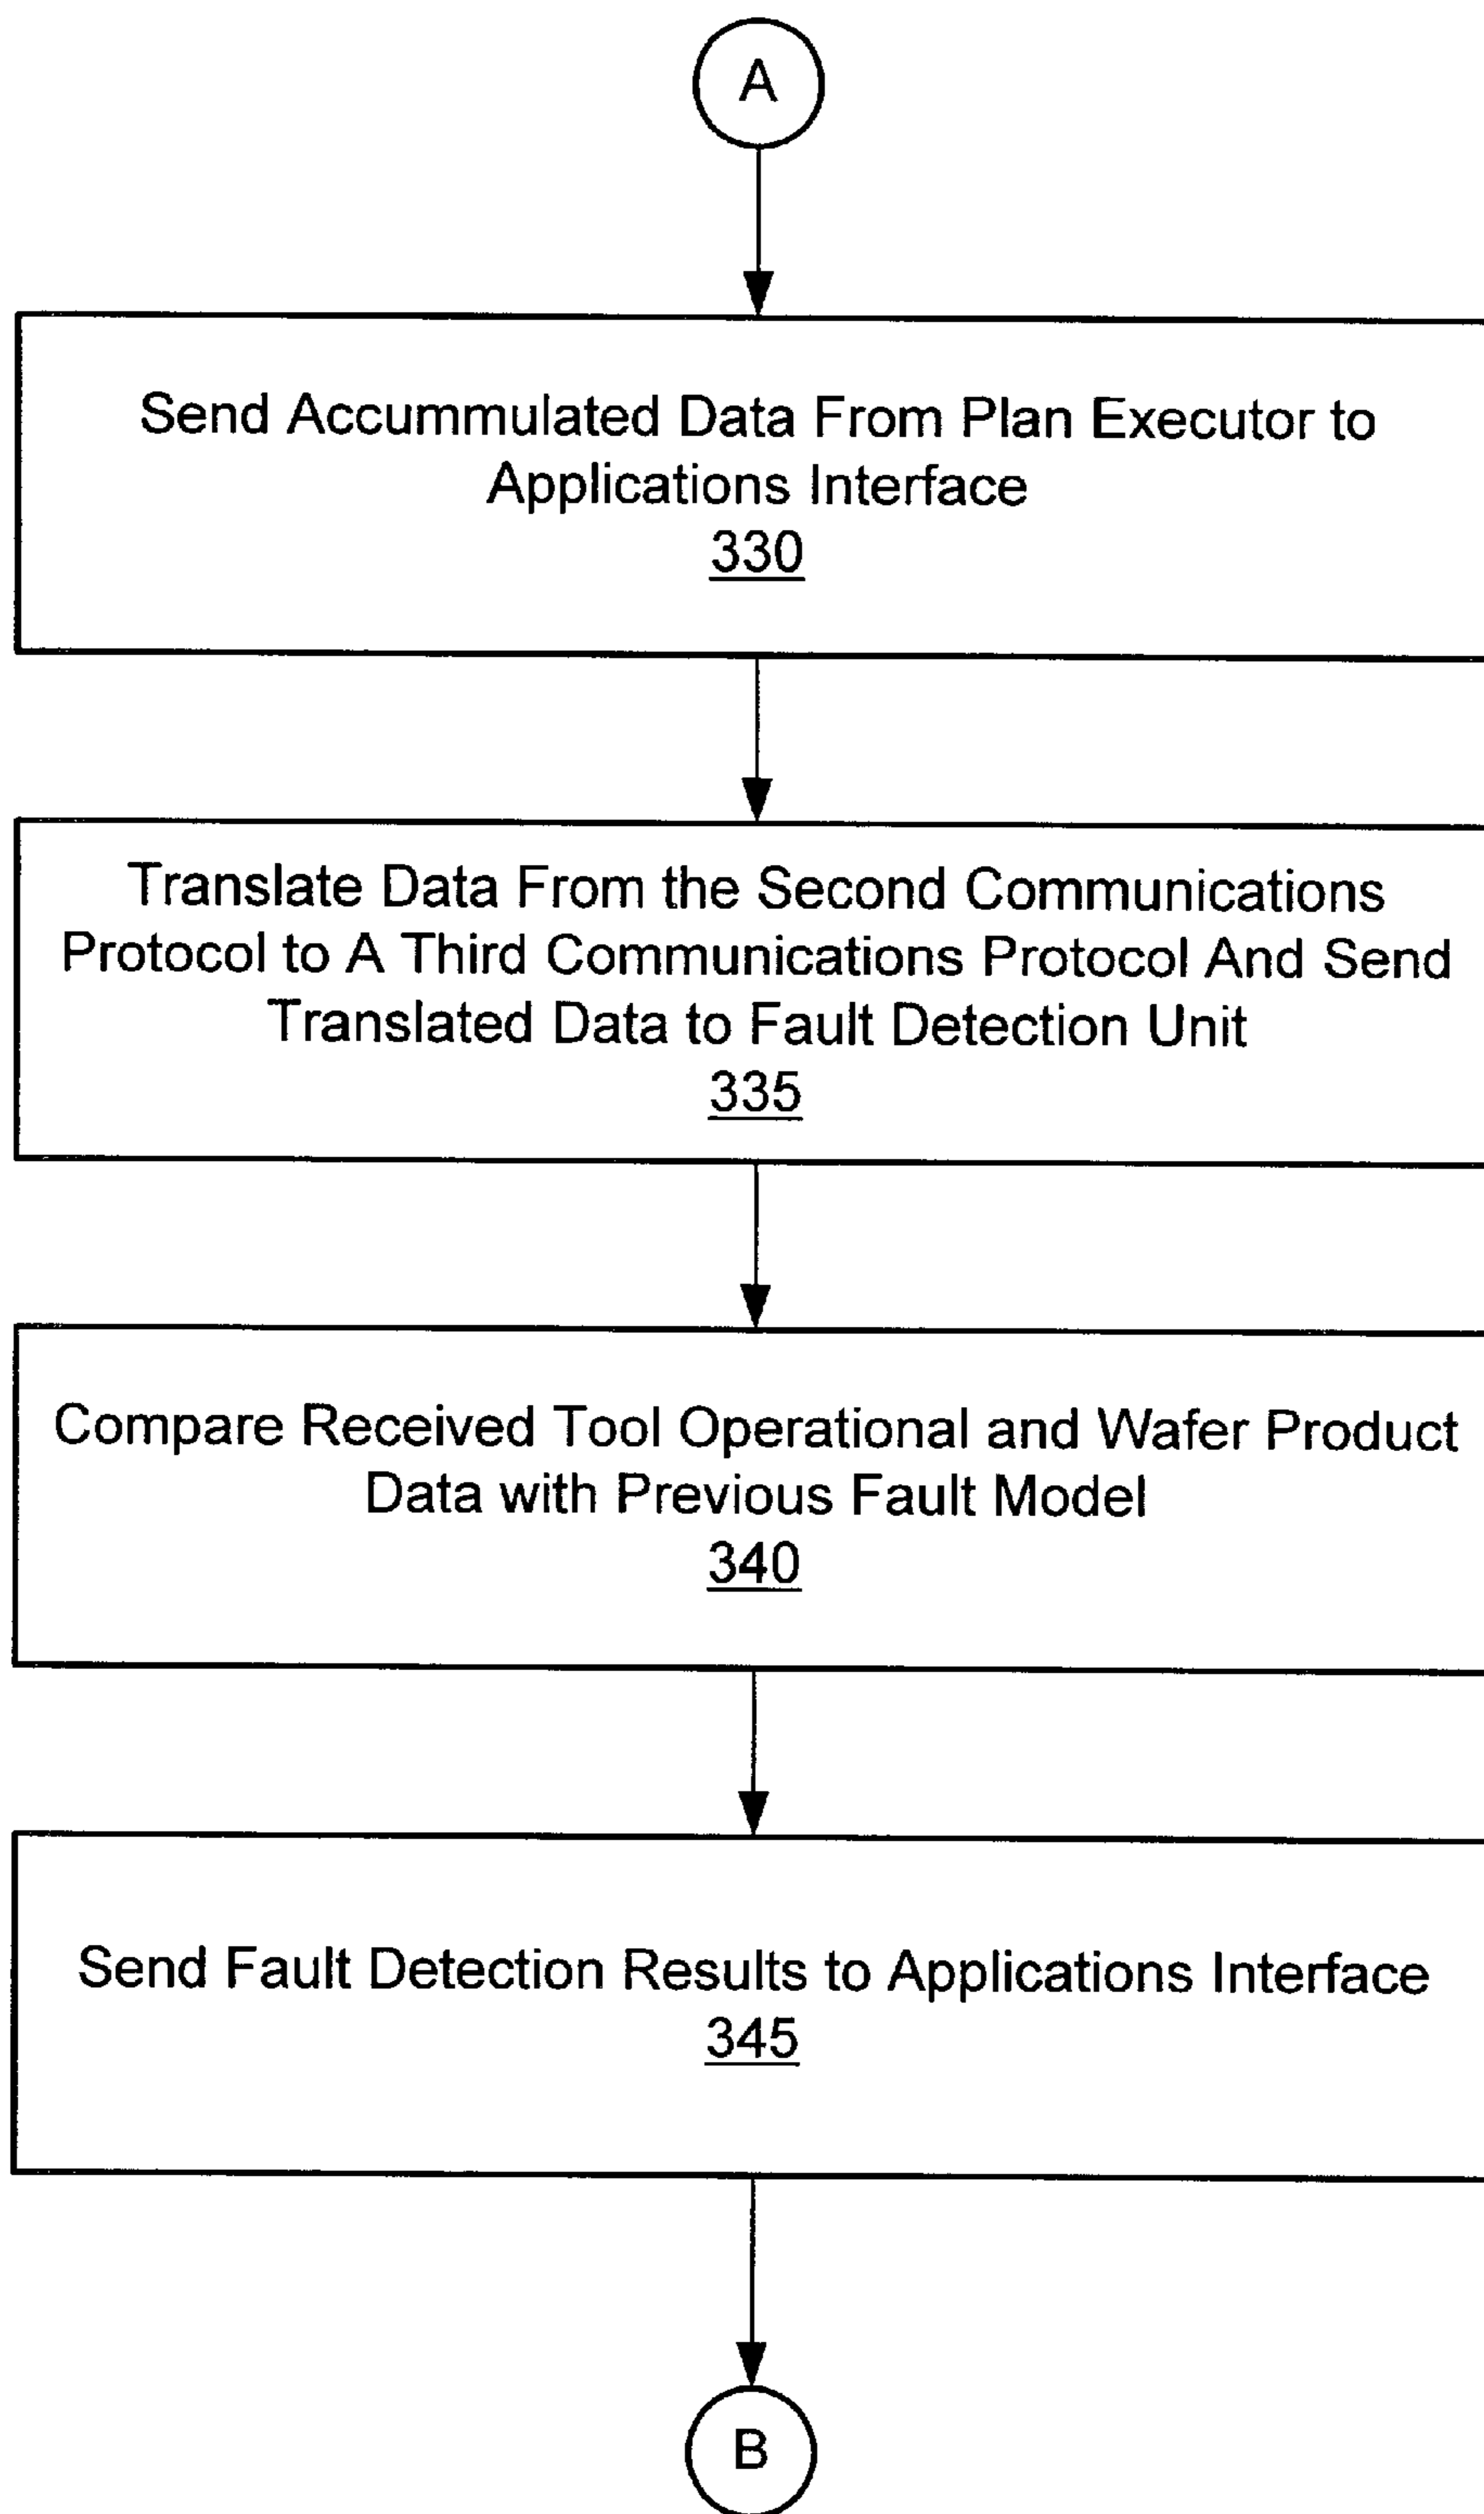 A
Send Accummulated Data From Plan Executor to
Applications Interface
330
Translate Data From the Second Communications
Protocol to A Third Communications Protocol And Send
Translated Data to Fault Detection Unit
335
Compare Received Tool Operational and Wafer Product
Data with Previous Fault Model
340
Send Fault Detection Results to Applications Interface
345
B